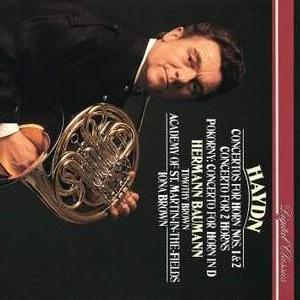 Digital Classics
HAYDN
CONCERTOS FOR HORN NOS. 1 & 2
CONCERTO FOR 2 HORNS
POKORNY: CONCERTO FOR HORN IN D
HERMANN BAUMANN
TIMOTHY BROWN
ACADEMY OF ST. MARTIN-IN-THE-FIELDS
IONA BROWN